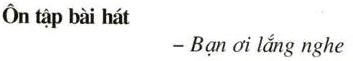 Ôn tập bài hát
– Bạn ơi lắng nghe